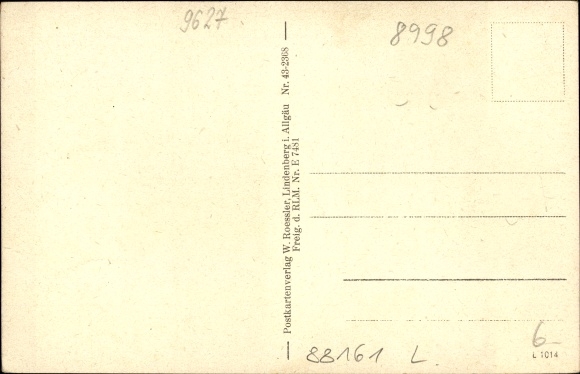 9627
8998
Postkartenverlag W. Roessler, Lindenberg i. Allgäu Nr. 43-2368
Freig. d. RLM. Nr. E 7481
88161 L.
6-
L 1014